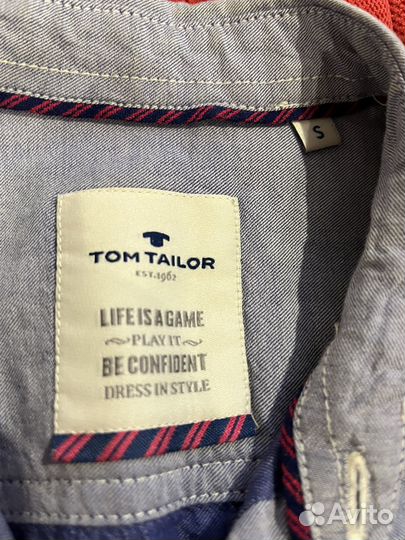 S
TOM TAILOR
EST.1962
LIFE IS A GAME
PLAY IT
BE CONFIDENT
DRESS IN STYLE
Avito